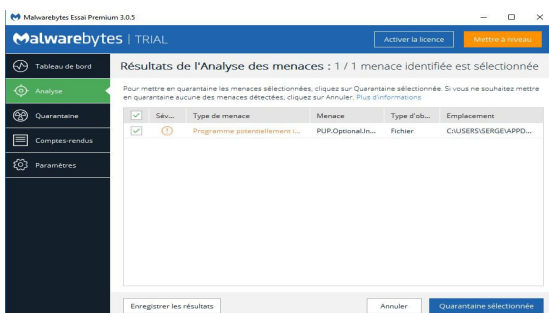 Malwarebytes Essai Premium 3.0.5
Malwarebytes | TRIAL
Activer la licence
Mettre à niveau
Tableau de bord
Analyse
Quarantaine
Comptes-rendus
Paramètres
Résultats de l'Analyse des menaces : 1 / 1 menace identifiée est sélectionnée
Pour mettre en quarantaine les menaces sélectionnées, cliquez sur Quarantaine sélectionnée. Si vous ne souhaitez mettre
en quarantaine aucune des menaces détectées, cliquez sur Annuler. Plus d'informations
Sév... Type de menace Menace Type d'ob... Emplacement
Programme potentiellement i... PUP.Optional.In... Fichier C:\USERS\SERGE\APPD...
Enregistrer les résultats
Annuler
Quarantaine sélectionnée